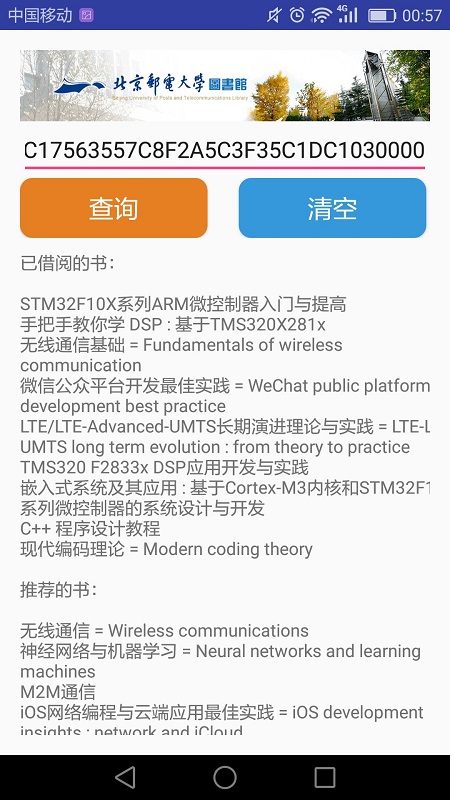 中国移动
4G
00:57
北京郵電大學 圖書館
Beijing University of Posts and Telecommunications Library
C17563557C8F2A5C3F35C1DC1030000
查询
清空
已借阅的书：
STM32F10X系列ARM微控制器入门与提高
手把手教你学 DSP : 基于TMS320X281x
无线通信基础 = Fundamentals of wireless
communication
微信公众平台开发最佳实践 = WeChat public platform
development best practice
LTE/LTE-Advanced-UMTS长期演进理论与实践 = LTE-L
UMTS long term evolution : from theory to practice
TMS320 F2833x DSP应用开发与实践
嵌入式系统及其应用 : 基于Cortex-M3内核和STM32F1
系列微控制器的系统设计与开发
C++ 程序设计教程
现代编码理论 = Modern coding theory
推荐的书：
无线通信 = Wireless communications
神经网络与机器学习 = Neural networks and learning
machines
M2M通信
iOS网络编程与云端应用最佳实践 = iOS development
insights : network and iCloud